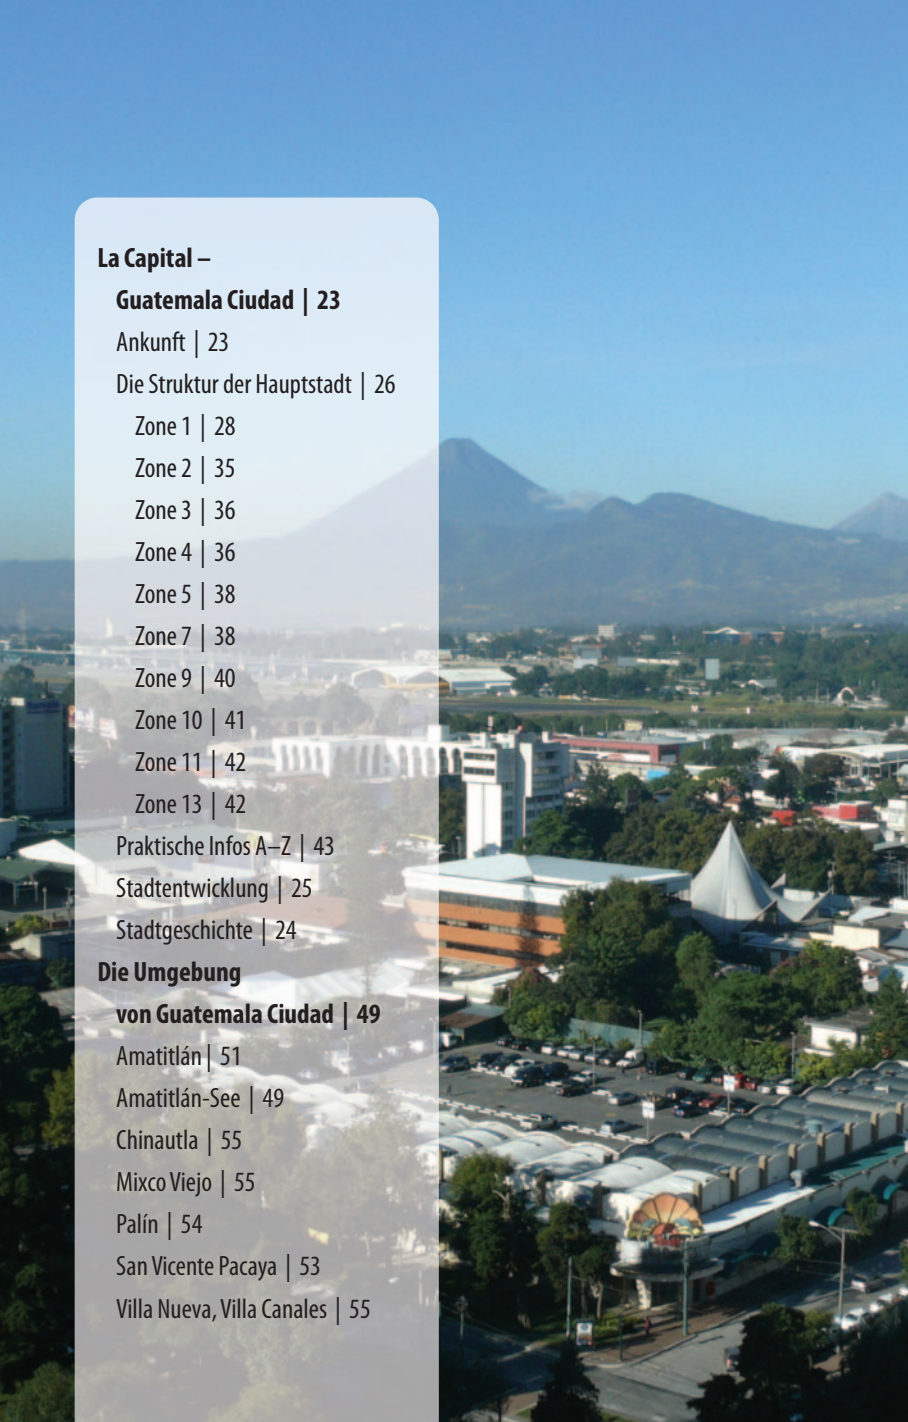 La Capital –
Guatemala Ciudad | 23
Ankunft | 23
Die Struktur der Hauptstadt | 26
Zone 1 | 28
Zone 2 | 35
Zone 3 | 36
Zone 4 | 36
Zone 5 | 38
Zone 7 | 38
Zone 9 | 40
Zone 10 | 41
Zone 11 | 42
Zone 13 | 42
Praktische Infos A–Z | 43
Stadtentwicklung | 25
Stadtgeschichte | 24
Die Umgebung
von Guatemala Ciudad | 49
Amatitlán | 51
Amatitlán-See | 49
Chinautla | 55
Mixco Viejo | 55
Palín | 54
San Vicente Pacaya | 53
Villa Nueva, Villa Canales | 55